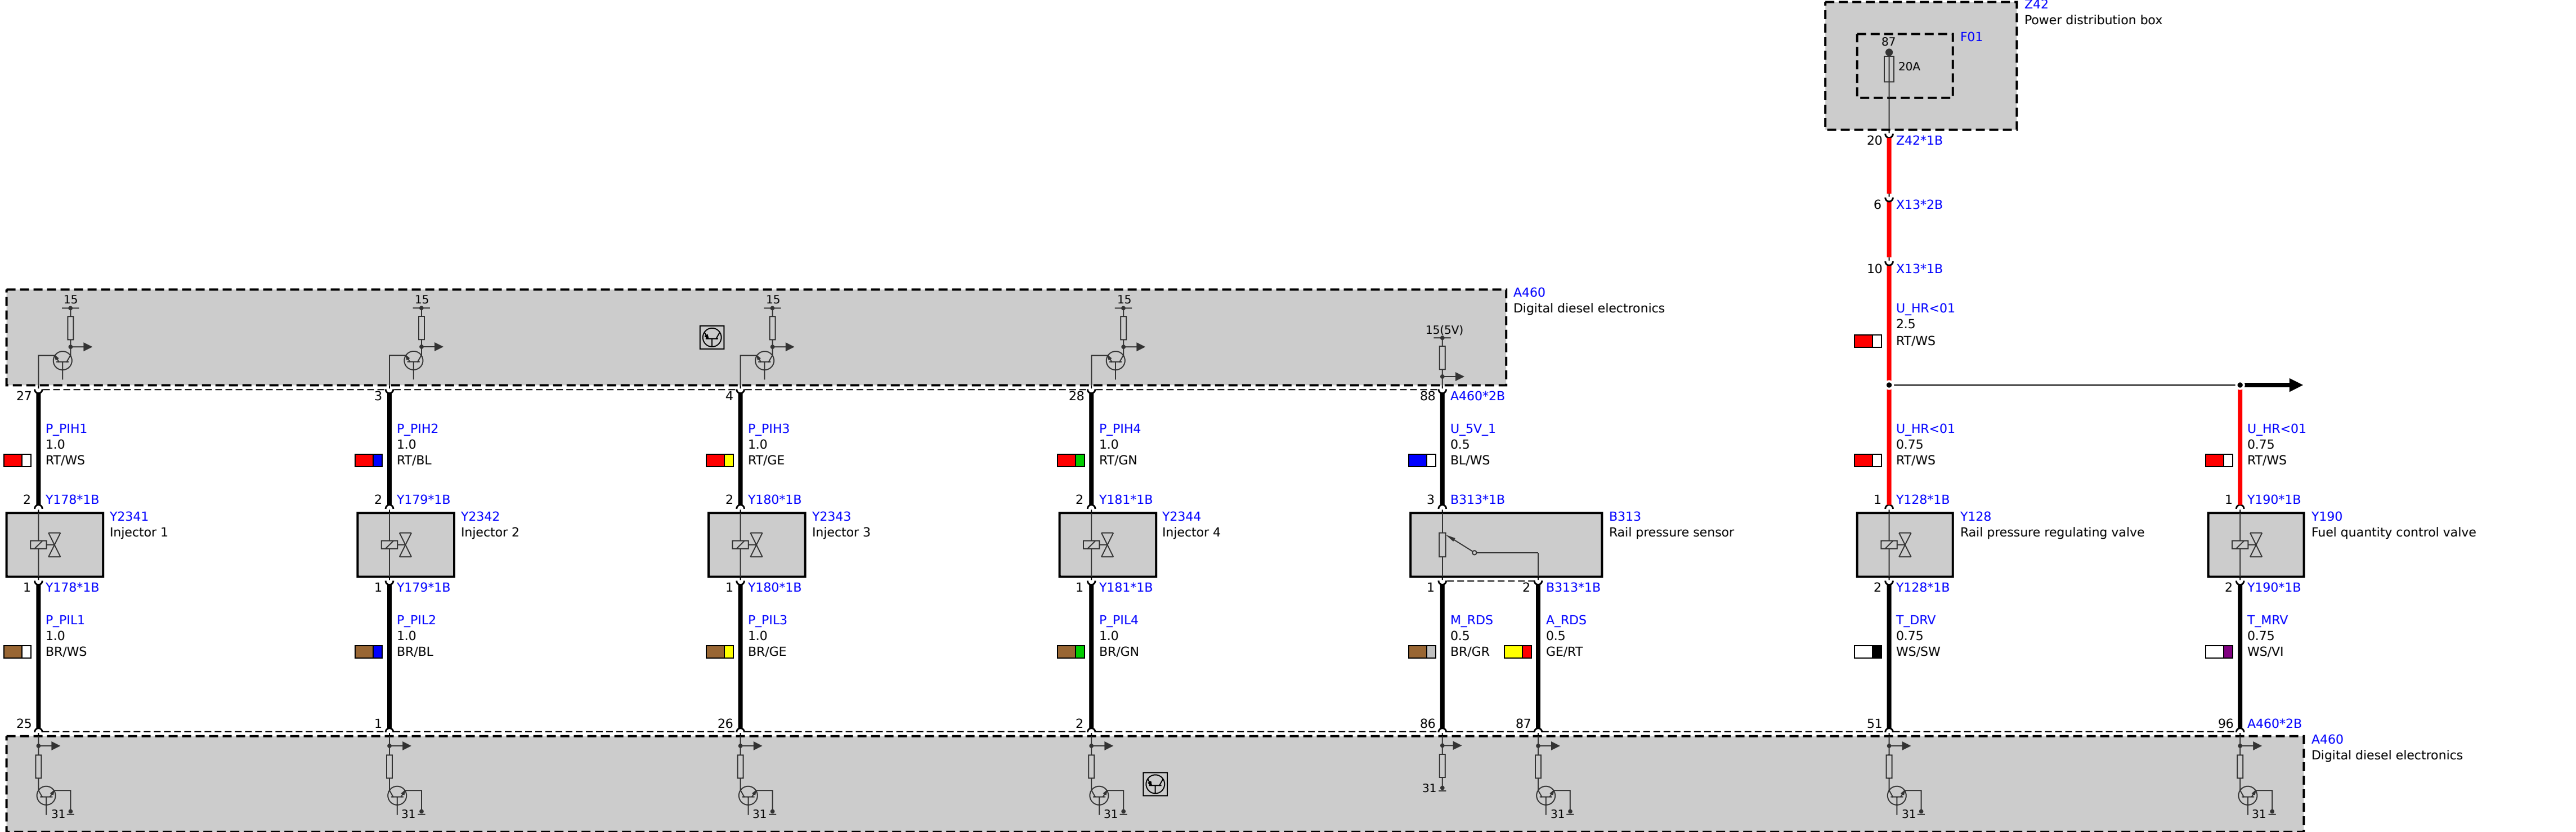 Z42
Power distribution box
87
F01
20A
20 Z42*1B
6 X13*2B
10 X13*1B
U_HR<01
2.5
RT/WS
15
15
15
15
15(5V)
A460
Digital diesel electronics
27
3
4
28
88 A460*2B
P_PIH1
1.0
RT/WS
P_PIH2
1.0
RT/BL
P_PIH3
1.0
RT/GE
P_PIH4
1.0
RT/GN
U_5V_1
0.5
BL/WS
U_HR<01
0.75
RT/WS
U_HR<01
0.75
RT/WS
2 Y178*1B
2 Y179*1B
2 Y180*1B
2 Y181*1B
3 B313*1B
1 Y128*1B
1 Y190*1B
Y2341
Injector 1
Y2342
Injector 2
Y2343
Injector 3
Y2344
Injector 4
B313
Rail pressure sensor
Y128
Rail pressure regulating valve
Y190
Fuel quantity control valve
1 Y178*1B
1 Y179*1B
1 Y180*1B
1 Y181*1B
1
2 B313*1B
2 Y128*1B
2 Y190*1B
P_PIL1
1.0
BR/WS
P_PIL2
1.0
BR/BL
P_PIL3
1.0
BR/GE
P_PIL4
1.0
BR/GN
M_RDS
0.5
BR/GR
A_RDS
0.5
GE/RT
T_DRV
0.75
WS/SW
T_MRV
0.75
WS/VI
25
1
26
2
86
87
51
96 A460*2B
A460
Digital diesel electronics
31
31
31
31
31
31
31
31